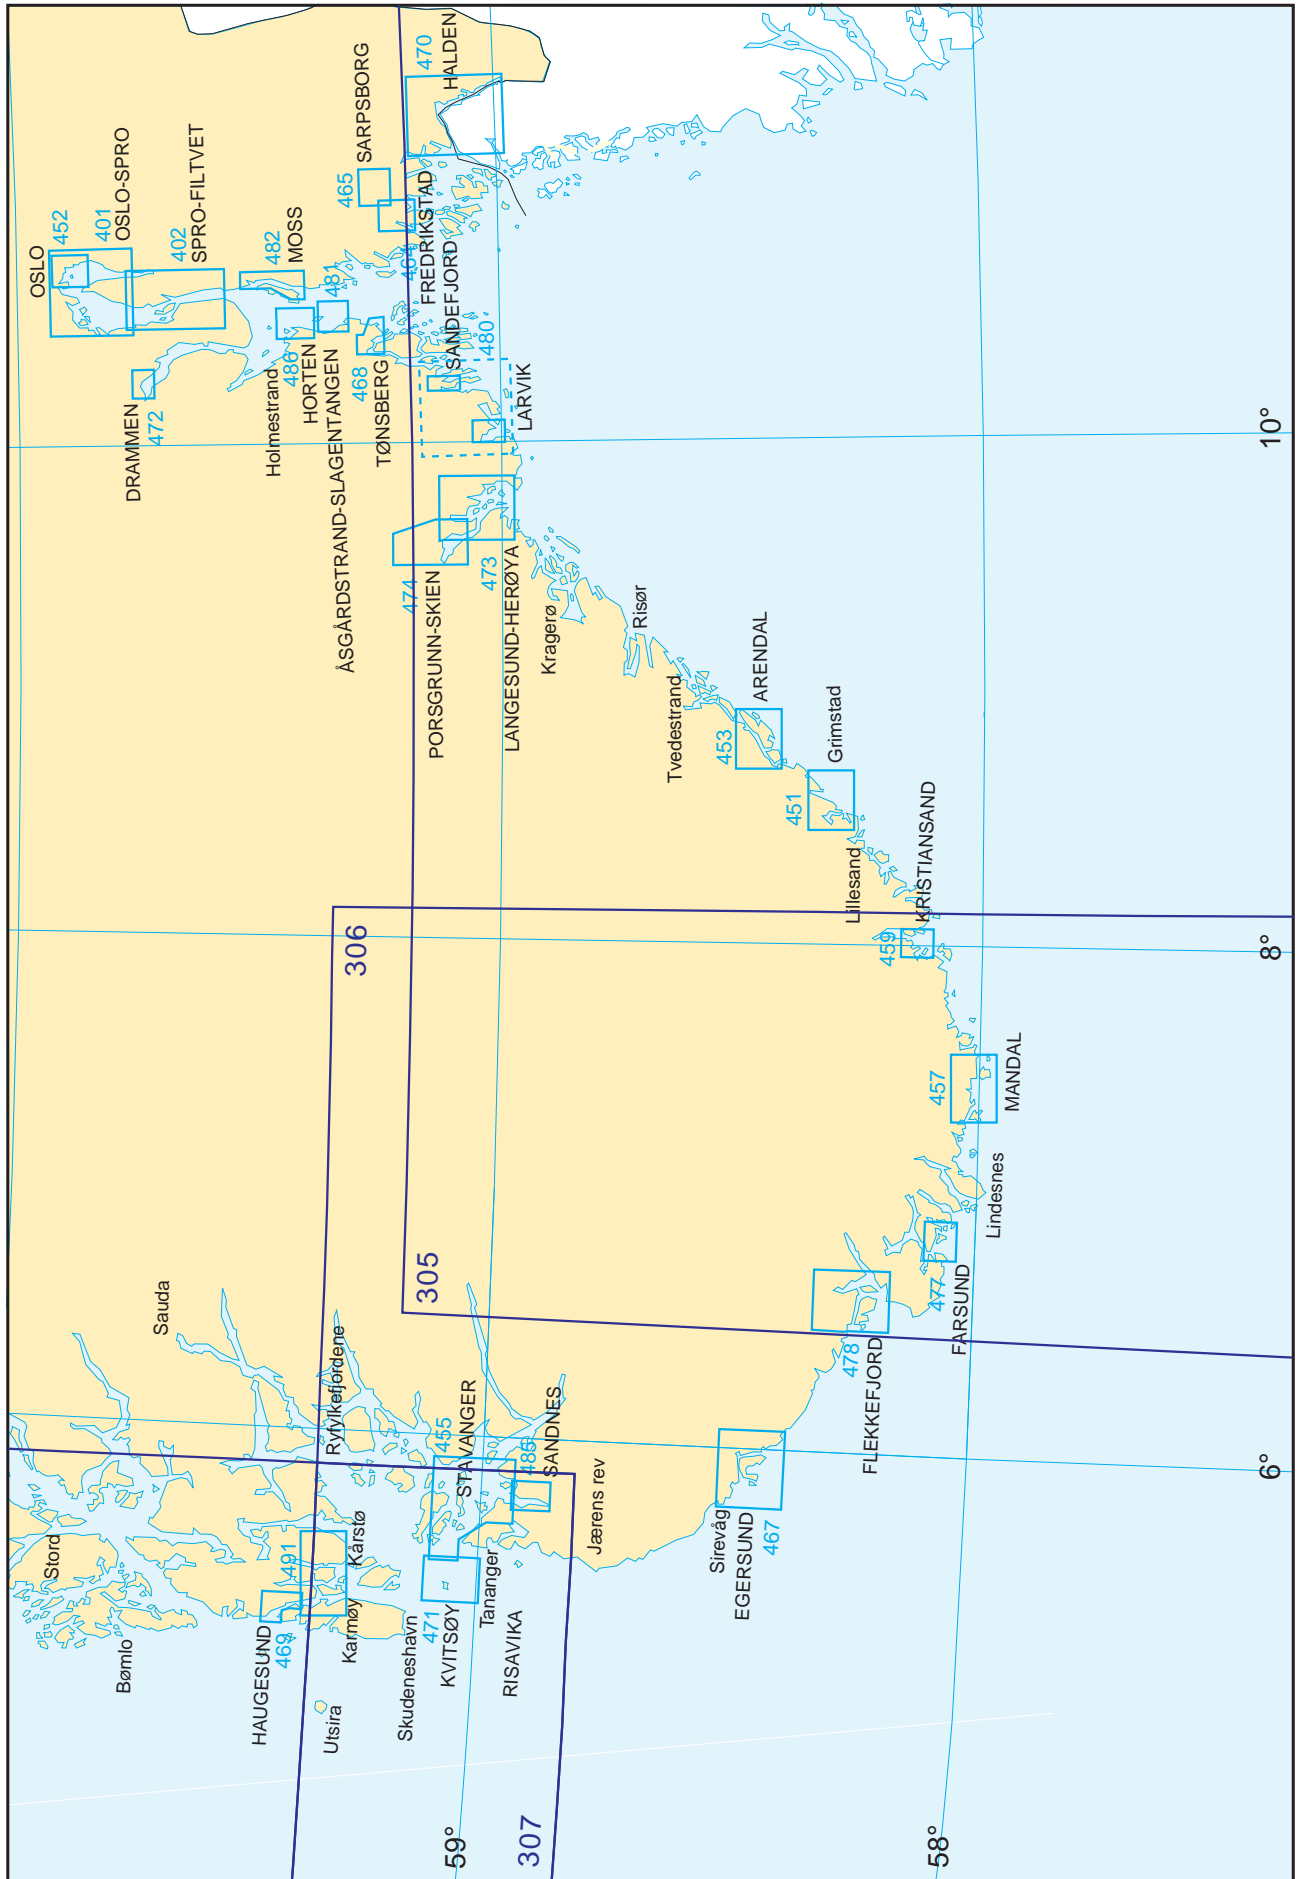 OSLO
452
401
OSLO-SPRO
402
SPRO-FILTVET
482
MOSS
465
SARPSBORG
470
HALDEN
464
FREDRIKSTAD
481
SANDEFJORD
480
LARVIK
DRAMMEN
472
Holmestrand
486
HORTEN
ÅSGÅRDSTRAND-SLAGENTANGEN
468
TØNSBERG
474
PORSGRUNN-SKIEN
473
LANGESUND-HERØYA
Kragerø
Risør
Tvedestrand
453
ARENDAL
451
Grimstad
Lillesand
459
KRISTIANSAND
10°
8°
6°
306
305
307
457
MANDAL
Lindesnes
477
FARSUND
478
FLEKKEFJORD
Sauda
Ryfylkefjordene
455
STAVANGER
485
SANDNES
Jærens rev
Sirevåg
EGERSUND
467
Stord
Bømlo
491
Kårstø
HAUGESUND
469
Karmøy
Utsira
Skudeneshavn
471
KVITSØY
Tananger
RISAVIKA
59°
58°